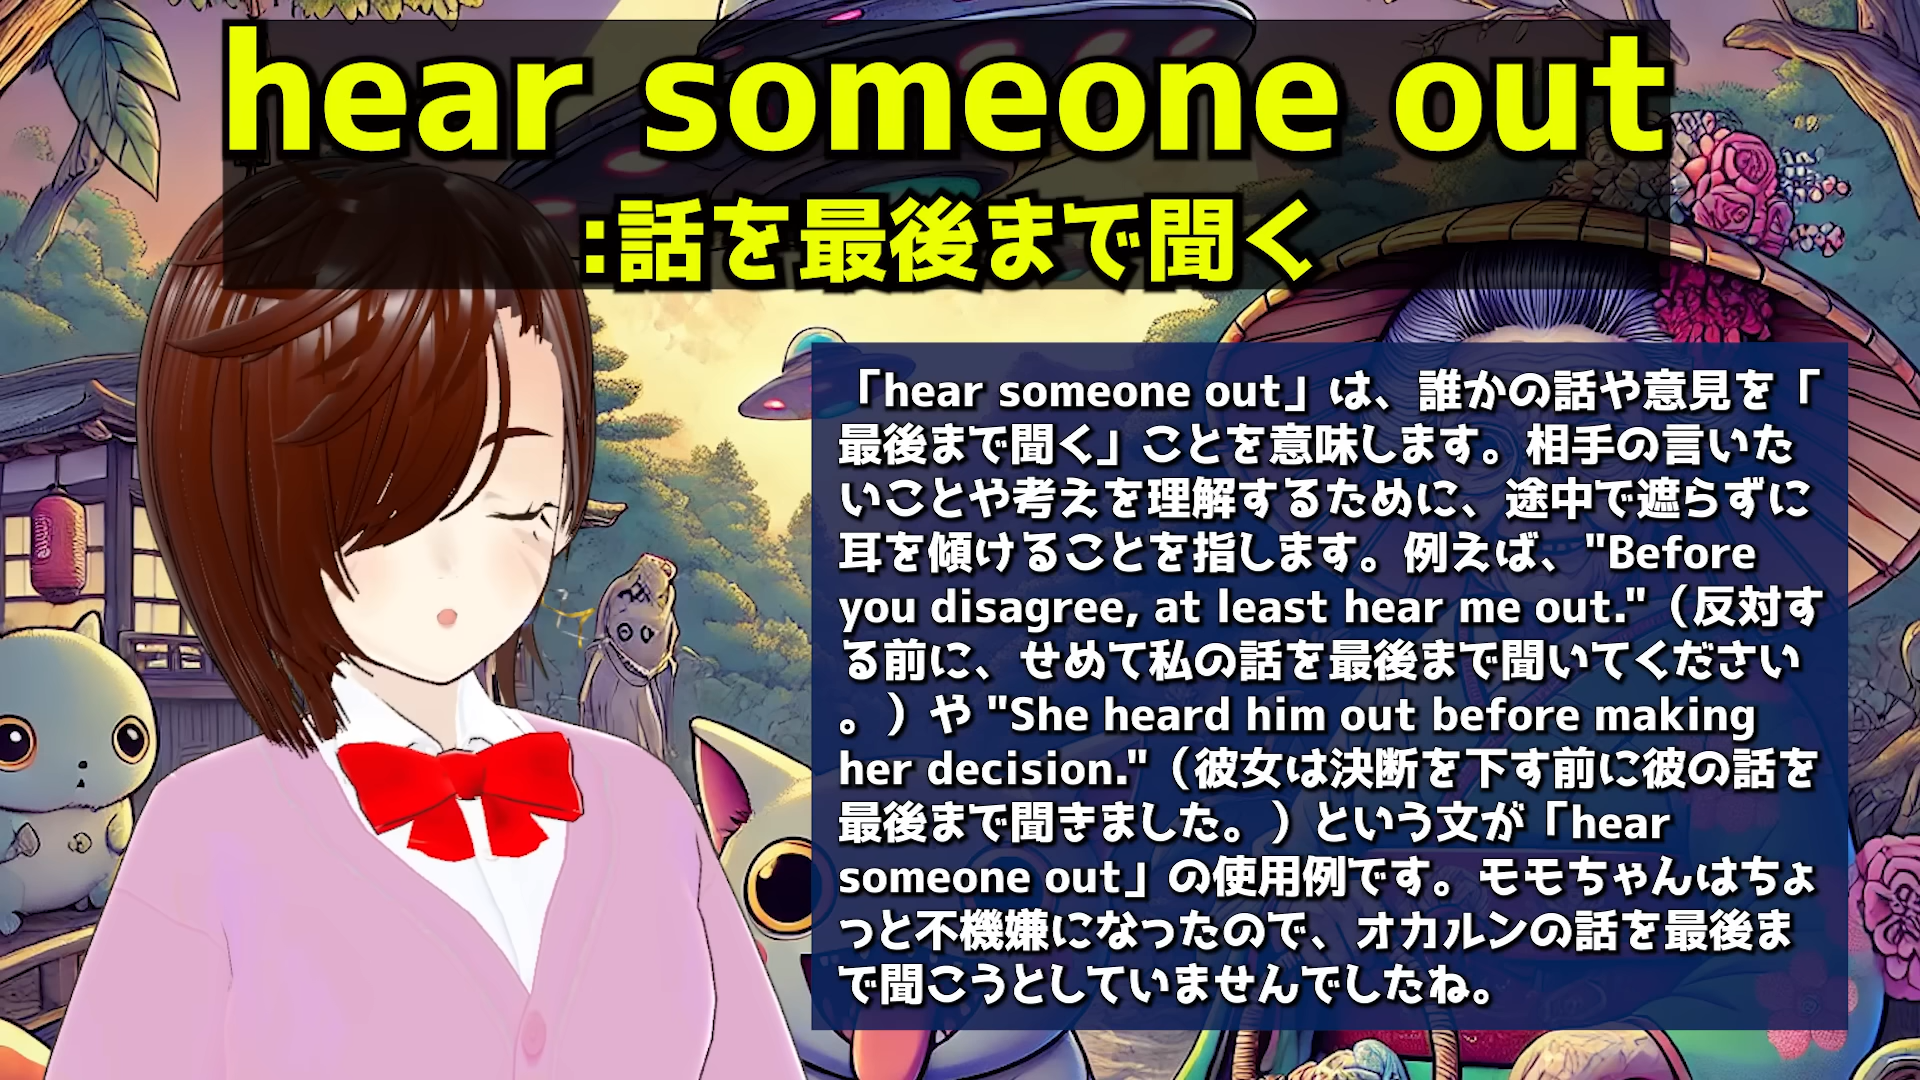 hear someone out
:話を最後まで聞く
「hear someone out」は、誰かの話や意見を「
最後まで聞く」ことを意味します。相手の言いた
いことや考えを理解するために、途中で遮らずに
耳を傾けることを指します。例えば、"Before
you disagree, at least hear me out."（反対す
る前に、せめて私の話を最後まで聞いてください
。）や "She heard him out before making
her decision."（彼女は決断を下す前に彼の話を
最後まで聞きました。）という文が「hear
someone out」の使用例です。モモちゃんはちょ
っと不機嫌になったので、オカルンの話を最後ま
で聞こうとしていませんでしたね。